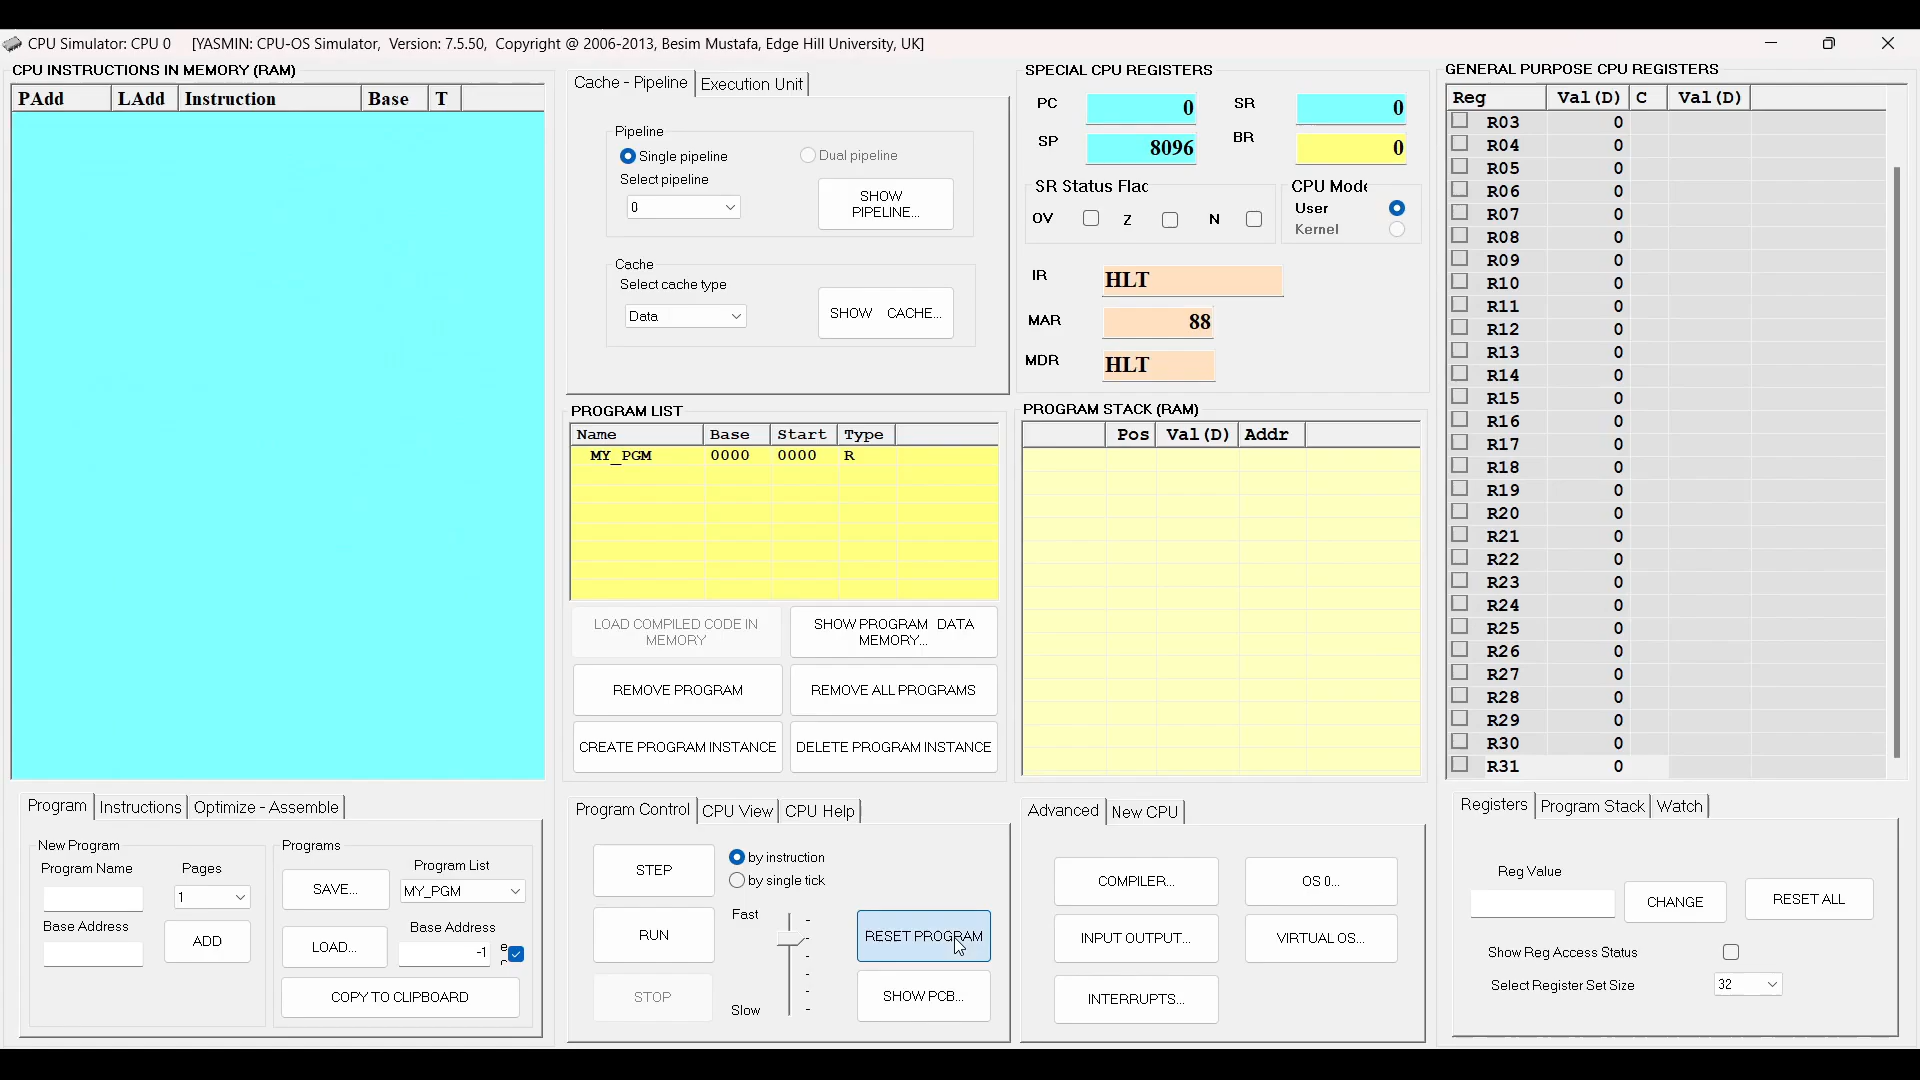 CPU Simulator: CPU 0 [YASMIN: CPU-OS Simulator, Version: 7.5.50, Copyright @ 2006-2013, Besim Mustafa, Edge Hill University, UK]
CPU INSTRUCTIONS IN MEMORY (RAM)
PAdd LAdd Instruction Base T
Program Instructions Optimize - Assemble
New Program
Program Name Pages
1
Base Address
ADD
Programs
SAVE... Program List
MY_PGM
LOAD... Base Address
-1
COPY TO CLIPBOARD
Cache - Pipeline Execution Unit
Pipeline
Single pipeline Dual pipeline
Select pipeline
0
SHOW
PIPELINE...
Cache
Select cache type
Data
SHOW CACHE...
PROGRAM LIST
Name Base Start Type
MY_PGM 0000 0000 R
LOAD COMPILED CODE IN
MEMORY
SHOW PROGRAM DATA
MEMORY...
REMOVE PROGRAM REMOVE ALL PROGRAMS
CREATE PROGRAM INSTANCE DELETE PROGRAM INSTANCE
Program Control CPU View CPU Help
STEP by instruction
by single tick
RUN Fast
RESET PROGRAM
STOP Slow
SHOW PCB...
SPECIAL CPU REGISTERS
PC 0 SR 0
SP 8096 BR 0
SR Status Flag
OV Z N
CPU Mode
User
Kernel
IR HLT
MAR 88
MDR HLT
PROGRAM STACK (RAM)
Pos Val(D) Addr
Advanced New CPU
COMPILER... OS 0...
INPUT OUTPUT... VIRTUAL OS...
INTERRUPTS...
GENERAL PURPOSE CPU REGISTERS
Reg Val(D) C Val(D)
R03 0
R04 0
R05 0
R06 0
R07 0
R08 0
R09 0
R10 0
R11 0
R12 0
R13 0
R14 0
R15 0
R16 0
R17 0
R18 0
R19 0
R20 0
R21 0
R22 0
R23 0
R24 0
R25 0
R26 0
R27 0
R28 0
R29 0
R30 0
R31 0
Registers Program Stack Watch
Reg Value
CHANGE RESET ALL
Show Reg Access Status
Select Register Set Size 32